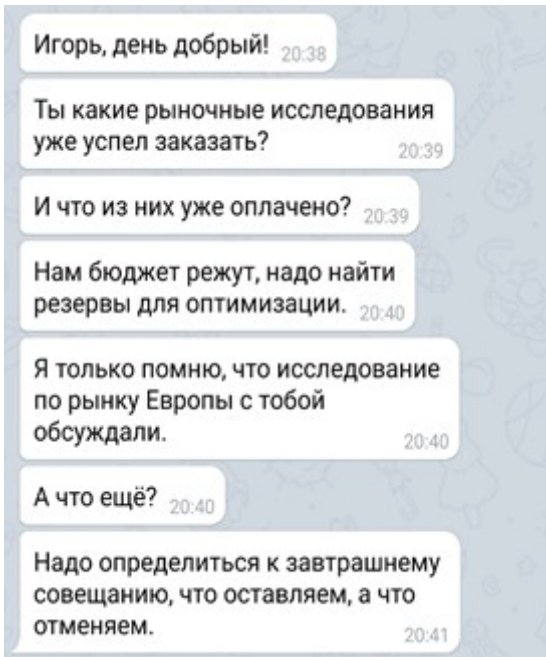 Игорь, день добрый! 20:38
Ты какие рыночные исследования
уже успел заказать? 20:39
И что из них уже оплачено? 20:39
Нам бюджет режут, надо найти
резервы для оптимизации. 20:40
Я только помню, что исследование
по рынку Европы с тобой
обсуждали. 20:40
А что ещё? 20:40
Надо определиться к завтрашнему
совещанию, что оставляем, а что
отменяем. 20:41